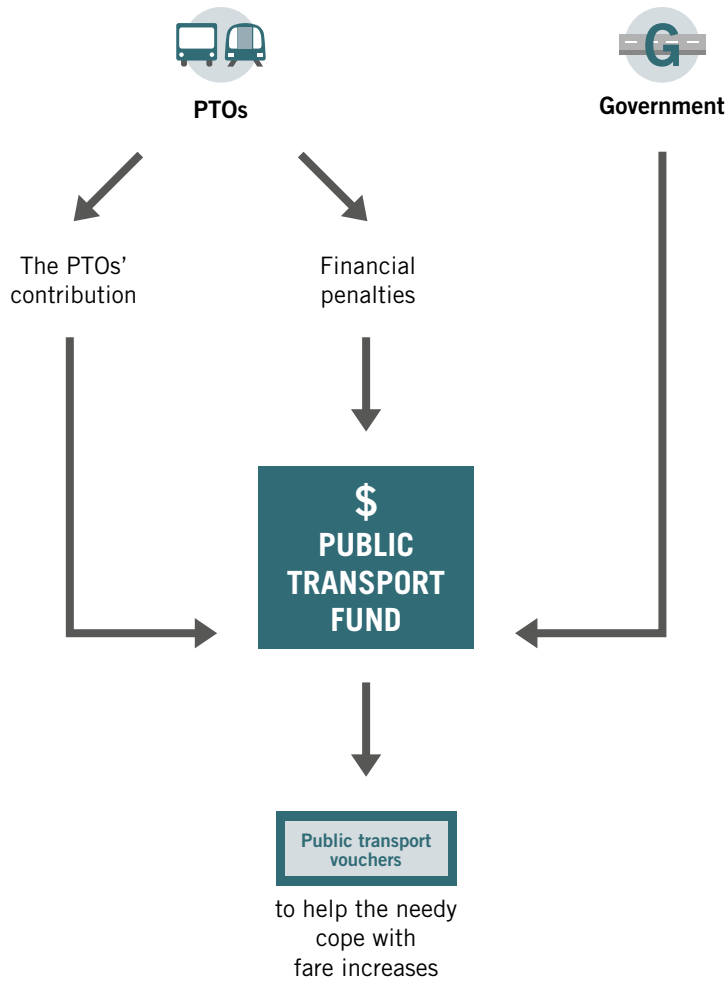 G
PTOs
Government
The PTOs’
contribution
Financial
penalties
$
PUBLIC
TRANSPORT
FUND
Public transport
vouchers
to help the needy
cope with
fare increases